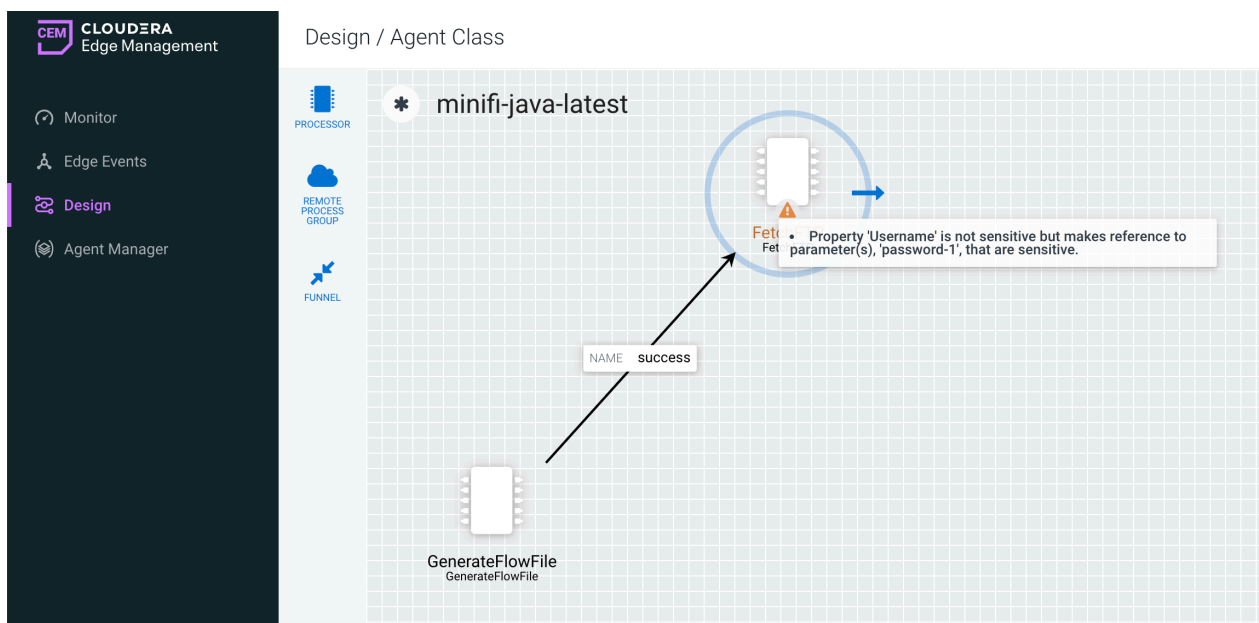 CEM
CLOUDERA
Edge Management
Design / Agent Class
Monitor
Edge Events
Design
Agent Manager
PROCESSOR
REMOTE
PROCESS
GROUP
FUNNEL
minifi-java-latest
• Property 'Username' is not sensitive but makes reference to
parameter(s), 'password-1', that are sensitive.
NAME success
GenerateFlowFile
GenerateFlowFile